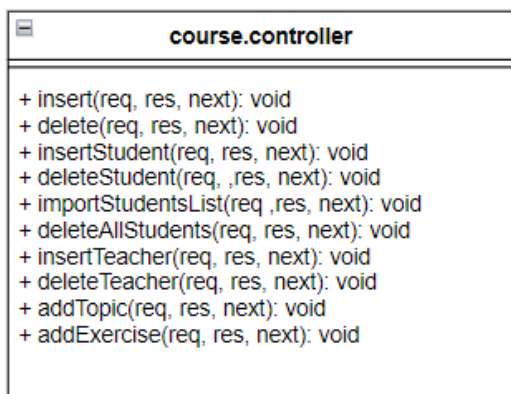 course.controller
+ insert(req, res, next): void
+ delete(req, res, next): void
+ insertStudent(req, res, next): void
+ deleteStudent(req, ,res, next): void
+ importStudentsList(req ,res, next): void
+ deleteAllStudents(req, res, next): void
+ insertTeacher(req, res, next): void
+ deleteTeacher(req, res, next): void
+ addTopic(req, res, next): void
+ addExercise(req, res, next): void